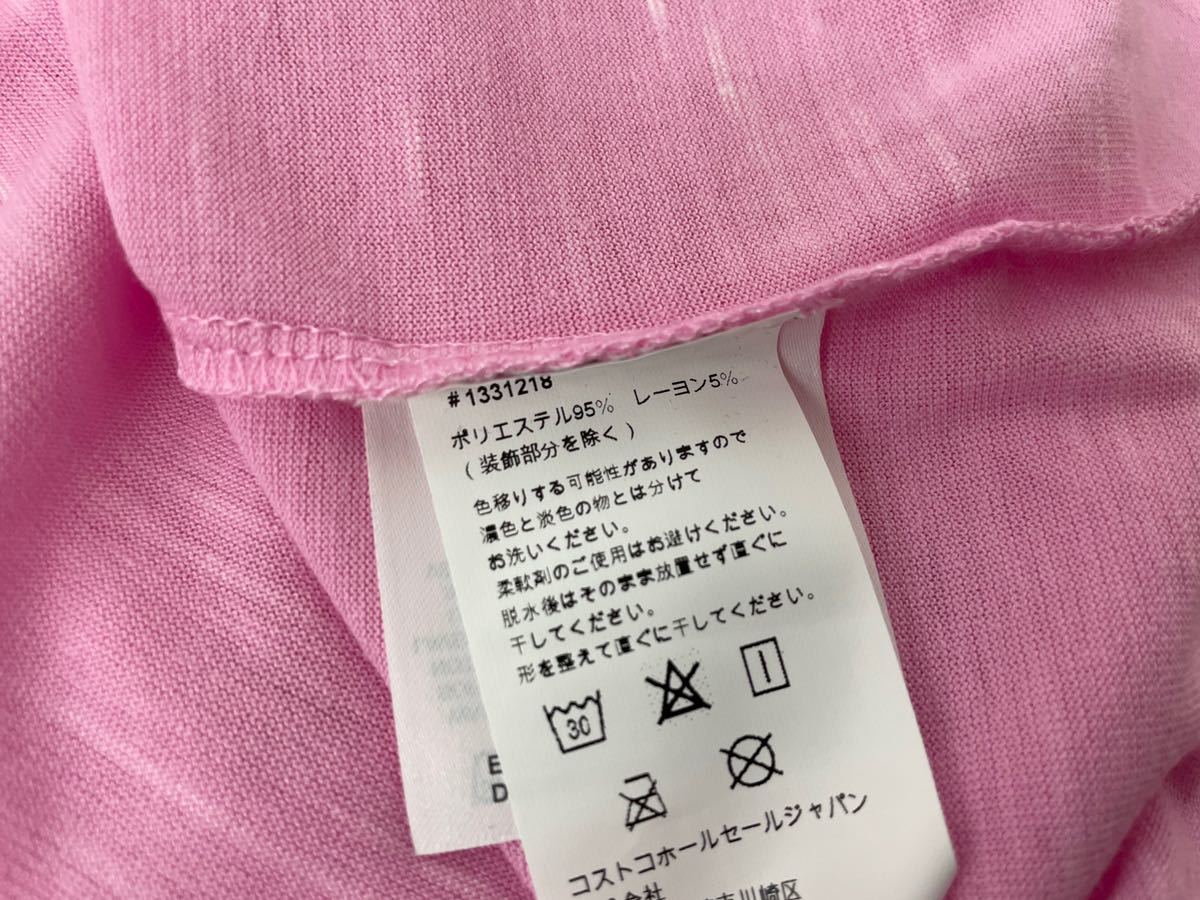 #1331218
ポリエステル95% レーヨン5%
(装飾部分を除く)
色移りする可能性がありますので
濃色と淡色の物とは分けて
お洗いください。
柔軟剤のご使用はお避けください。
脱水後はそのまま放置せず直ぐに
干してください。
形を整えて直ぐに干してください。
30
コストコホールセールジャパン
会社
川崎区
E
D